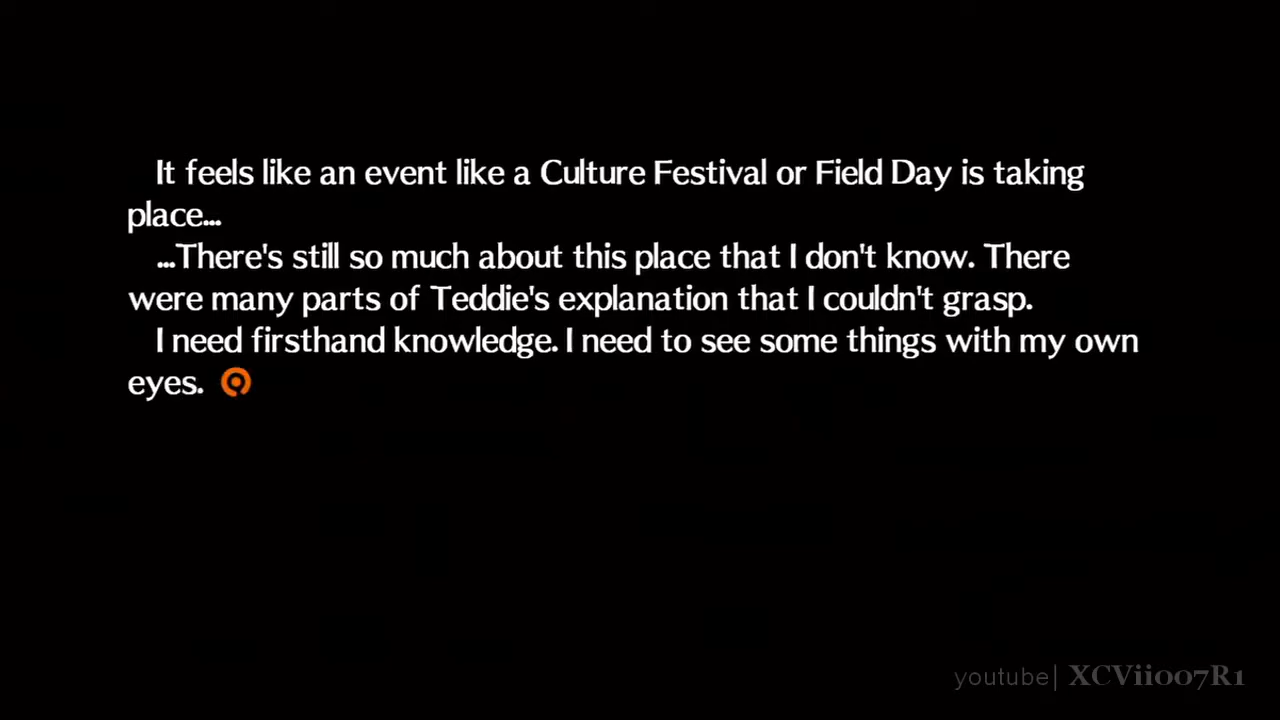 It feels like an event like a Culture Festival or Field Day is taking
place...
...There's still so much about this place that I don't know. There
were many parts of Teddie's explanation that I couldn't grasp.
I need firsthand knowledge. I need to see some things with my own
eyes.
youtube| XCVii007R1